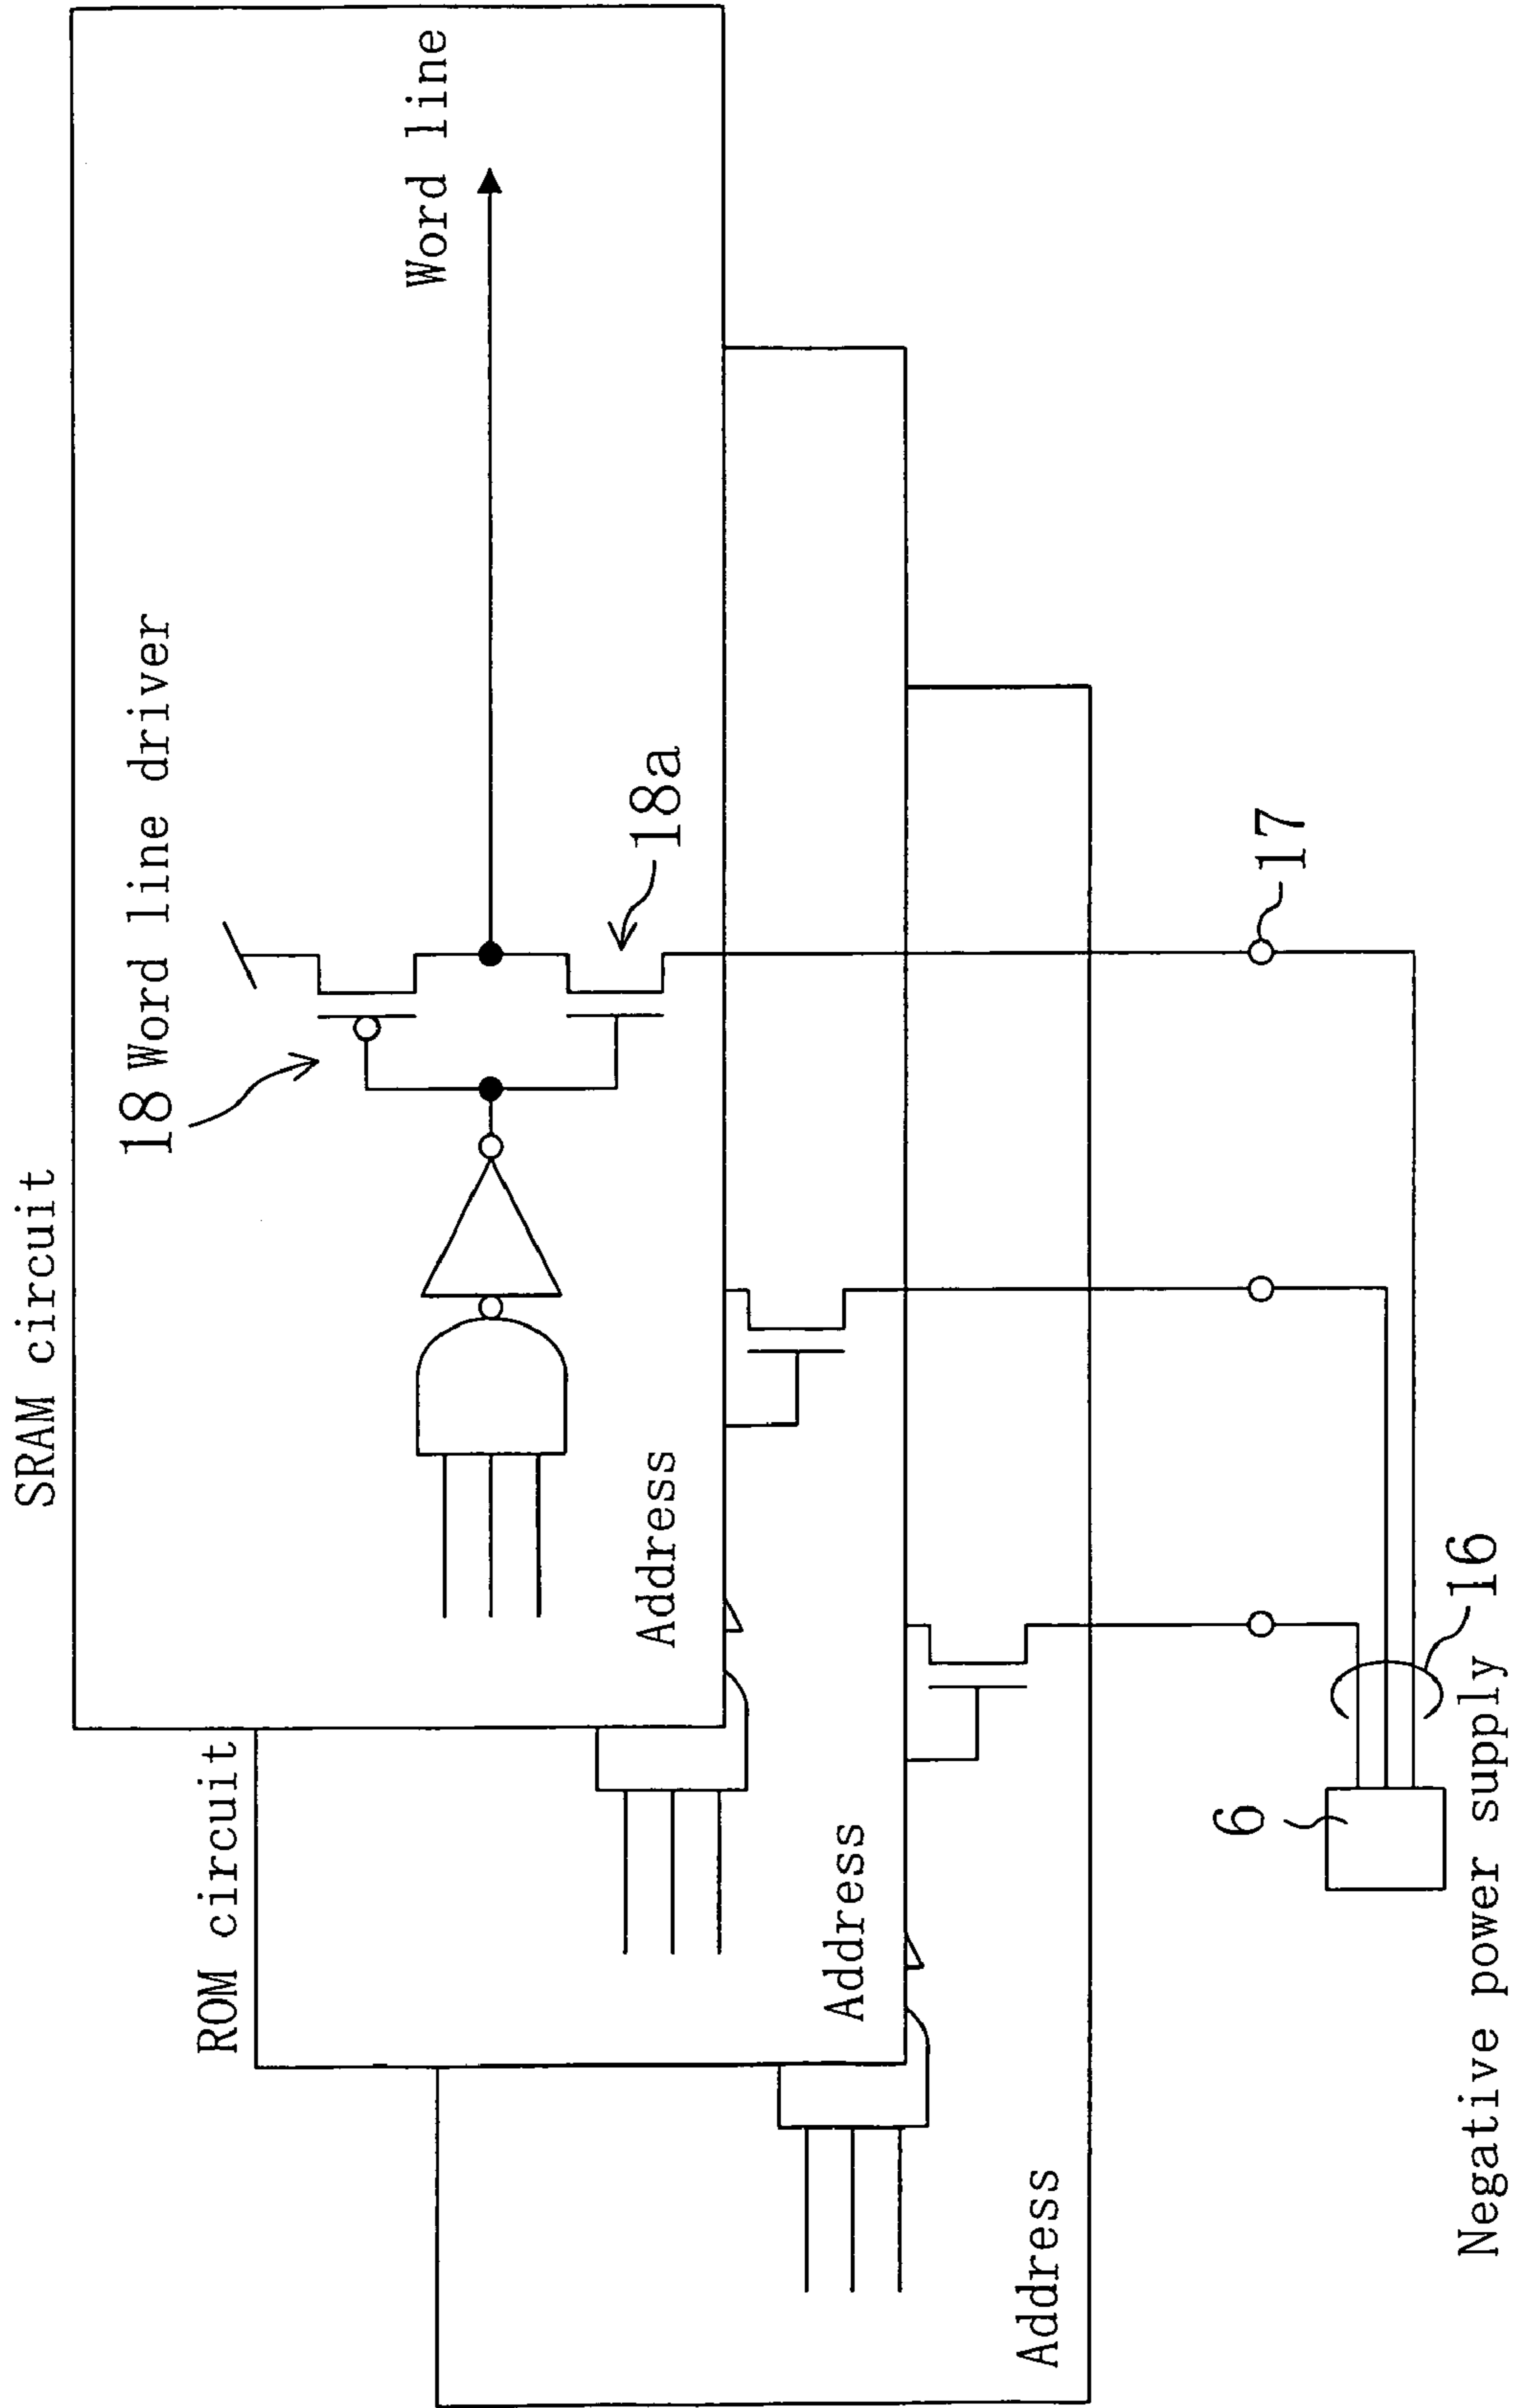 SRAM circuit
18 Word line driver
Word line
18a
Address
ROM circuit
Address
Address
17
16
6
Negative power supply